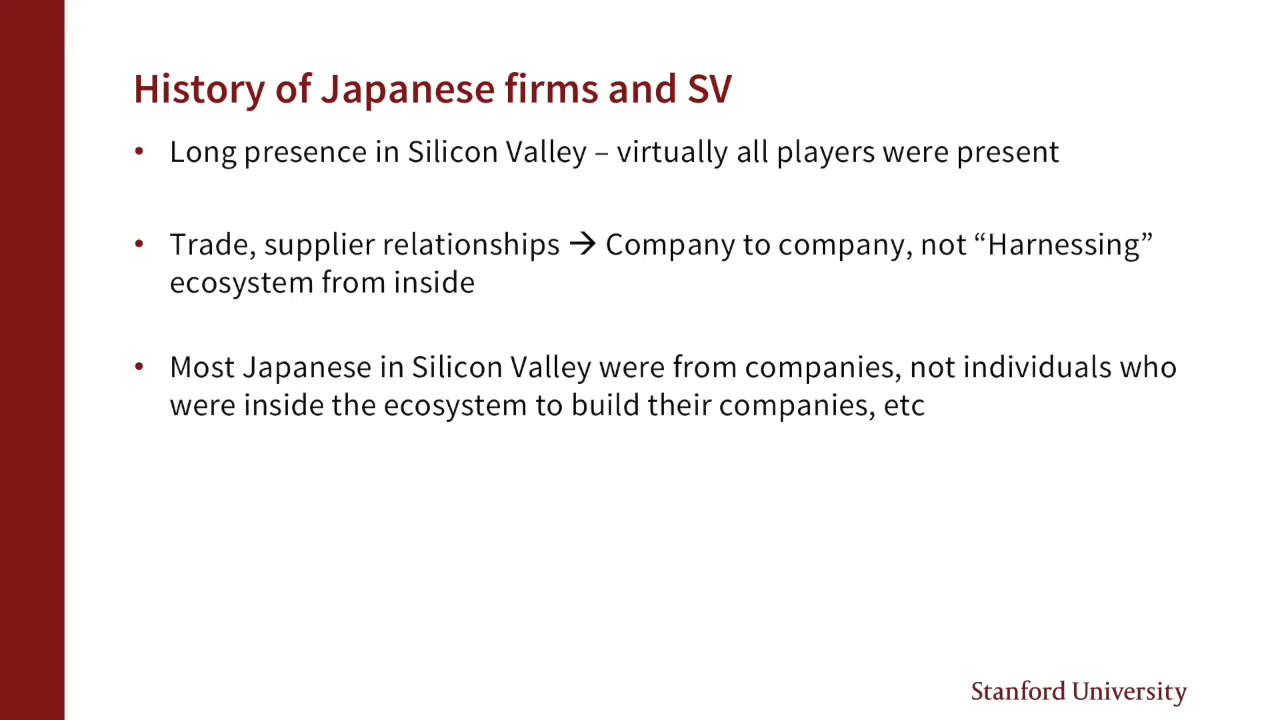 History of Japanese firms and SV
• Long presence in Silicon Valley – virtually all players were present
• Trade, supplier relationships → Company to company, not “Harnessing”
ecosystem from inside
• Most Japanese in Silicon Valley were from companies, not individuals who
were inside the ecosystem to build their companies, etc
Stanford University